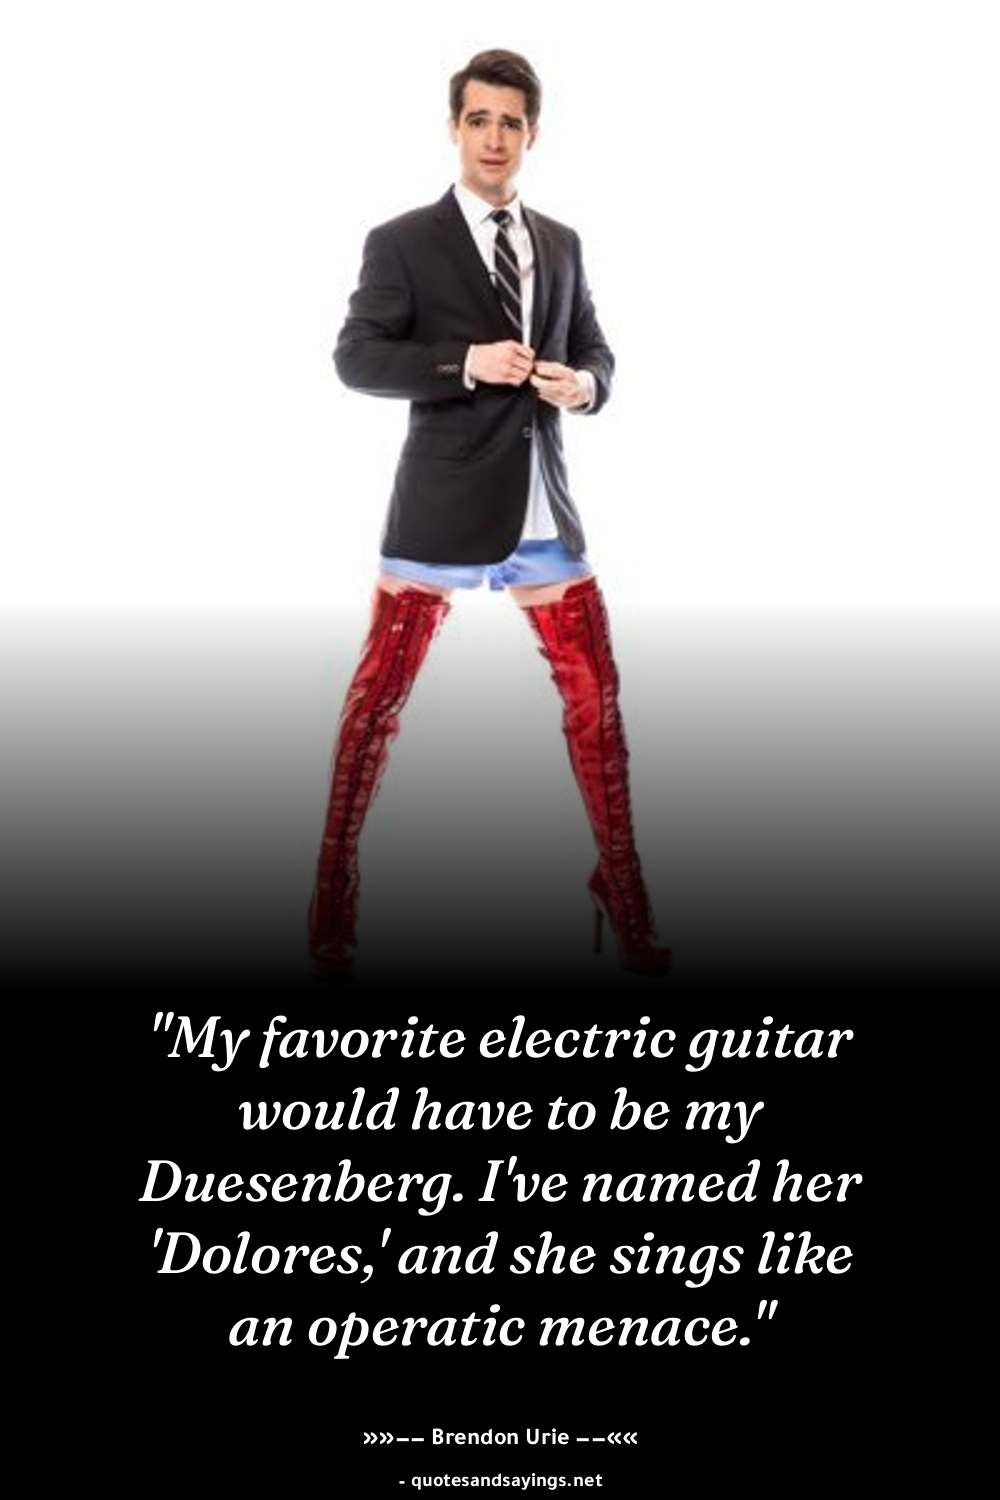 "My favorite electric guitar
would have to be my
Duesenberg. I've named her
'Dolores,' and she sings like
an operatic menace."
»»−− Brendon Urie −−««
- quotesandsayings.net